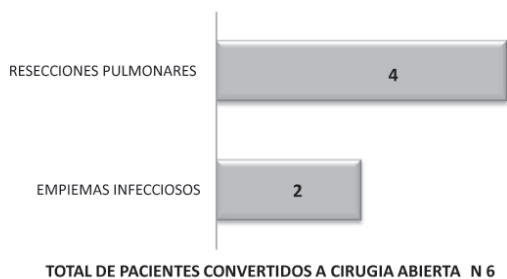 RESECCIONES PULMONARES
4
EMPIEMAS INFECCIOSOS
2
TOTAL DE PACIENTES CONVERTIDOS A CIRUGIA ABIERTA N 6